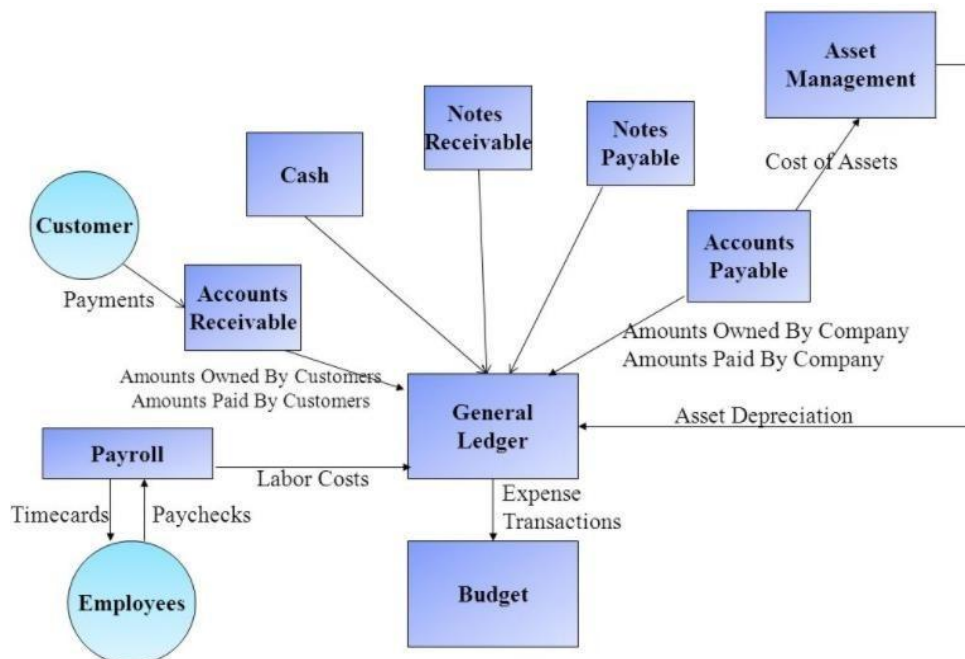 Asset
Management
Notes
Receivable
Notes
Payable
Cash
Cost of Assets
Customer
Accounts
Payable
Payments
Accounts
Receivable
Amounts Owned By Company
Amounts Paid By Company
Amounts Owned By Customers
Amounts Paid By Customers
General
Ledger
Asset Depreciation
Payroll
Labor Costs
Expense
Transactions
Timecards
Paychecks
Employees
Budget